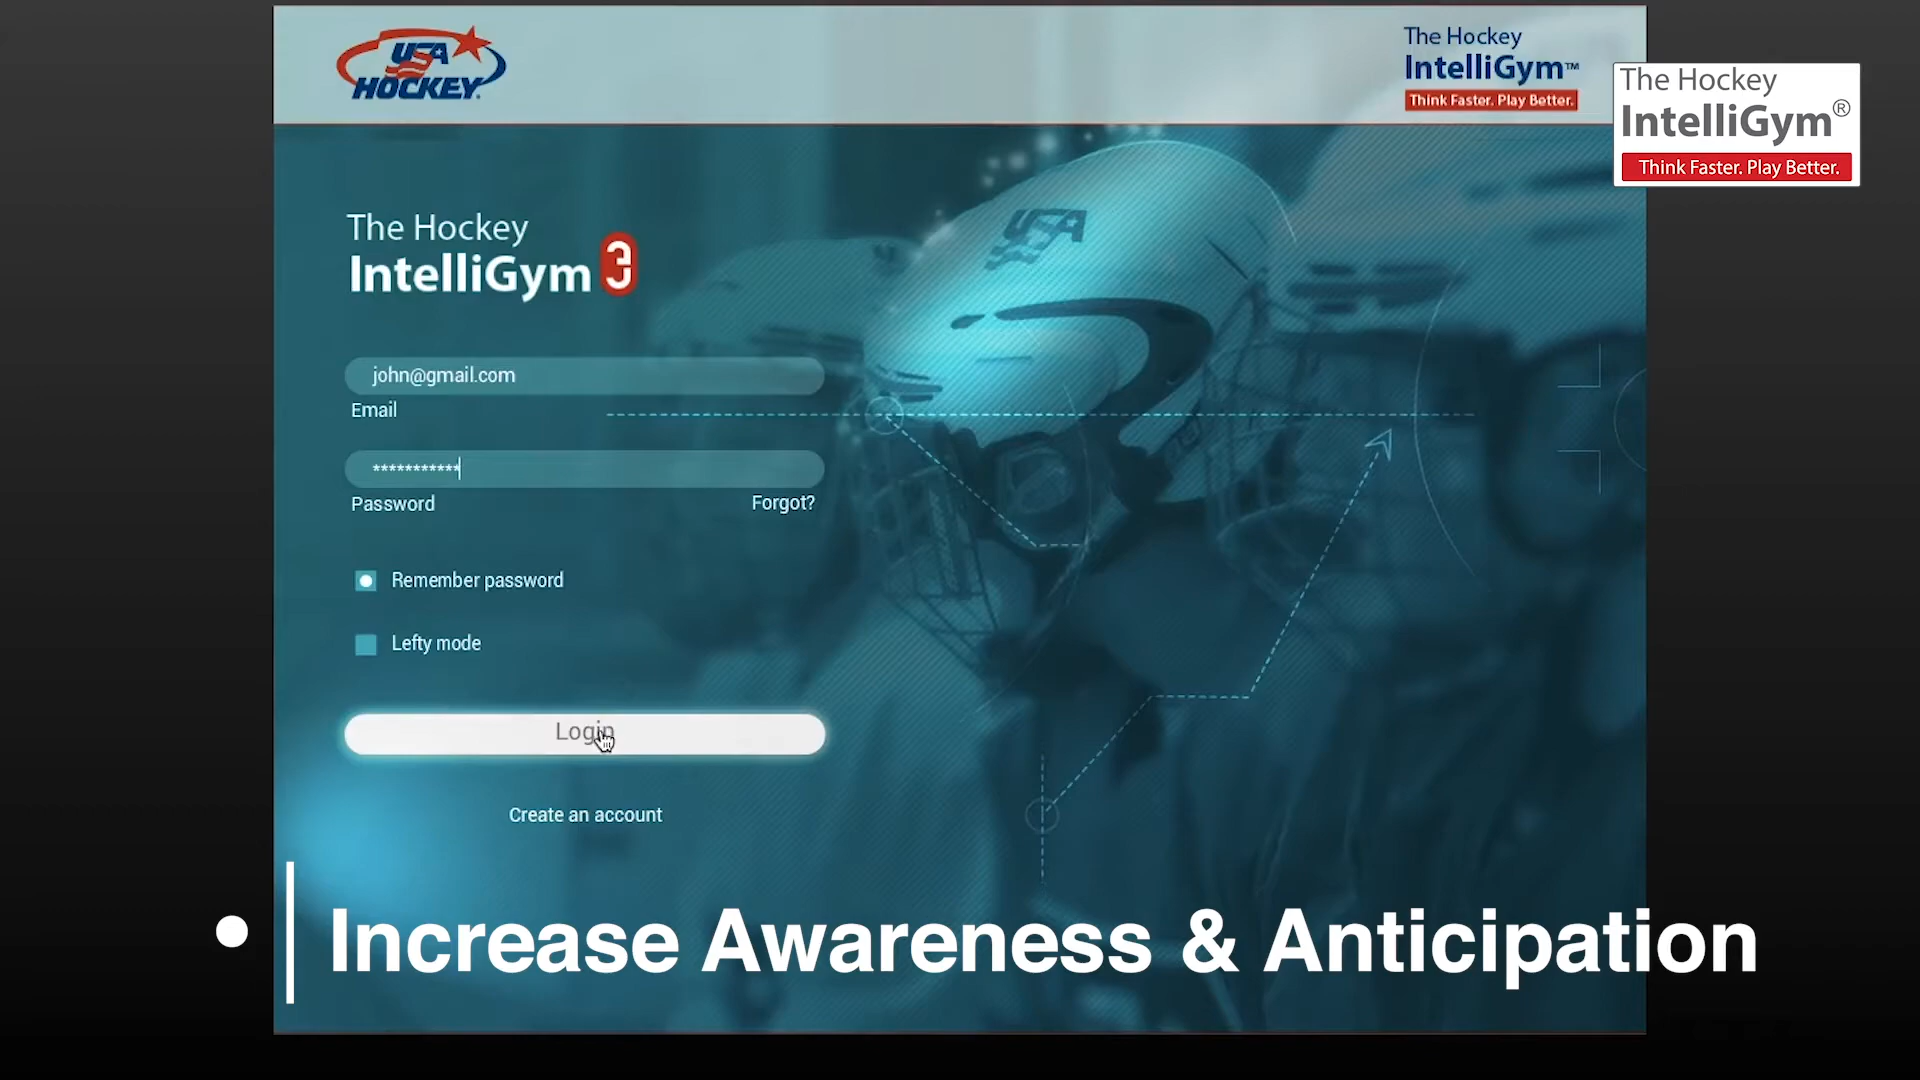 USA
HOCKEY
The Hockey
IntelliGym™
Think Faster. Play Better.
The Hockey
IntelliGym®
Think Faster. Play Better.
USA
The Hockey
IntelliGym 3
john@gmail.com
Email
***********
Password
Forgot?
Remember password
Lefty mode
Login
Create an account
• Increase Awareness & Anticipation